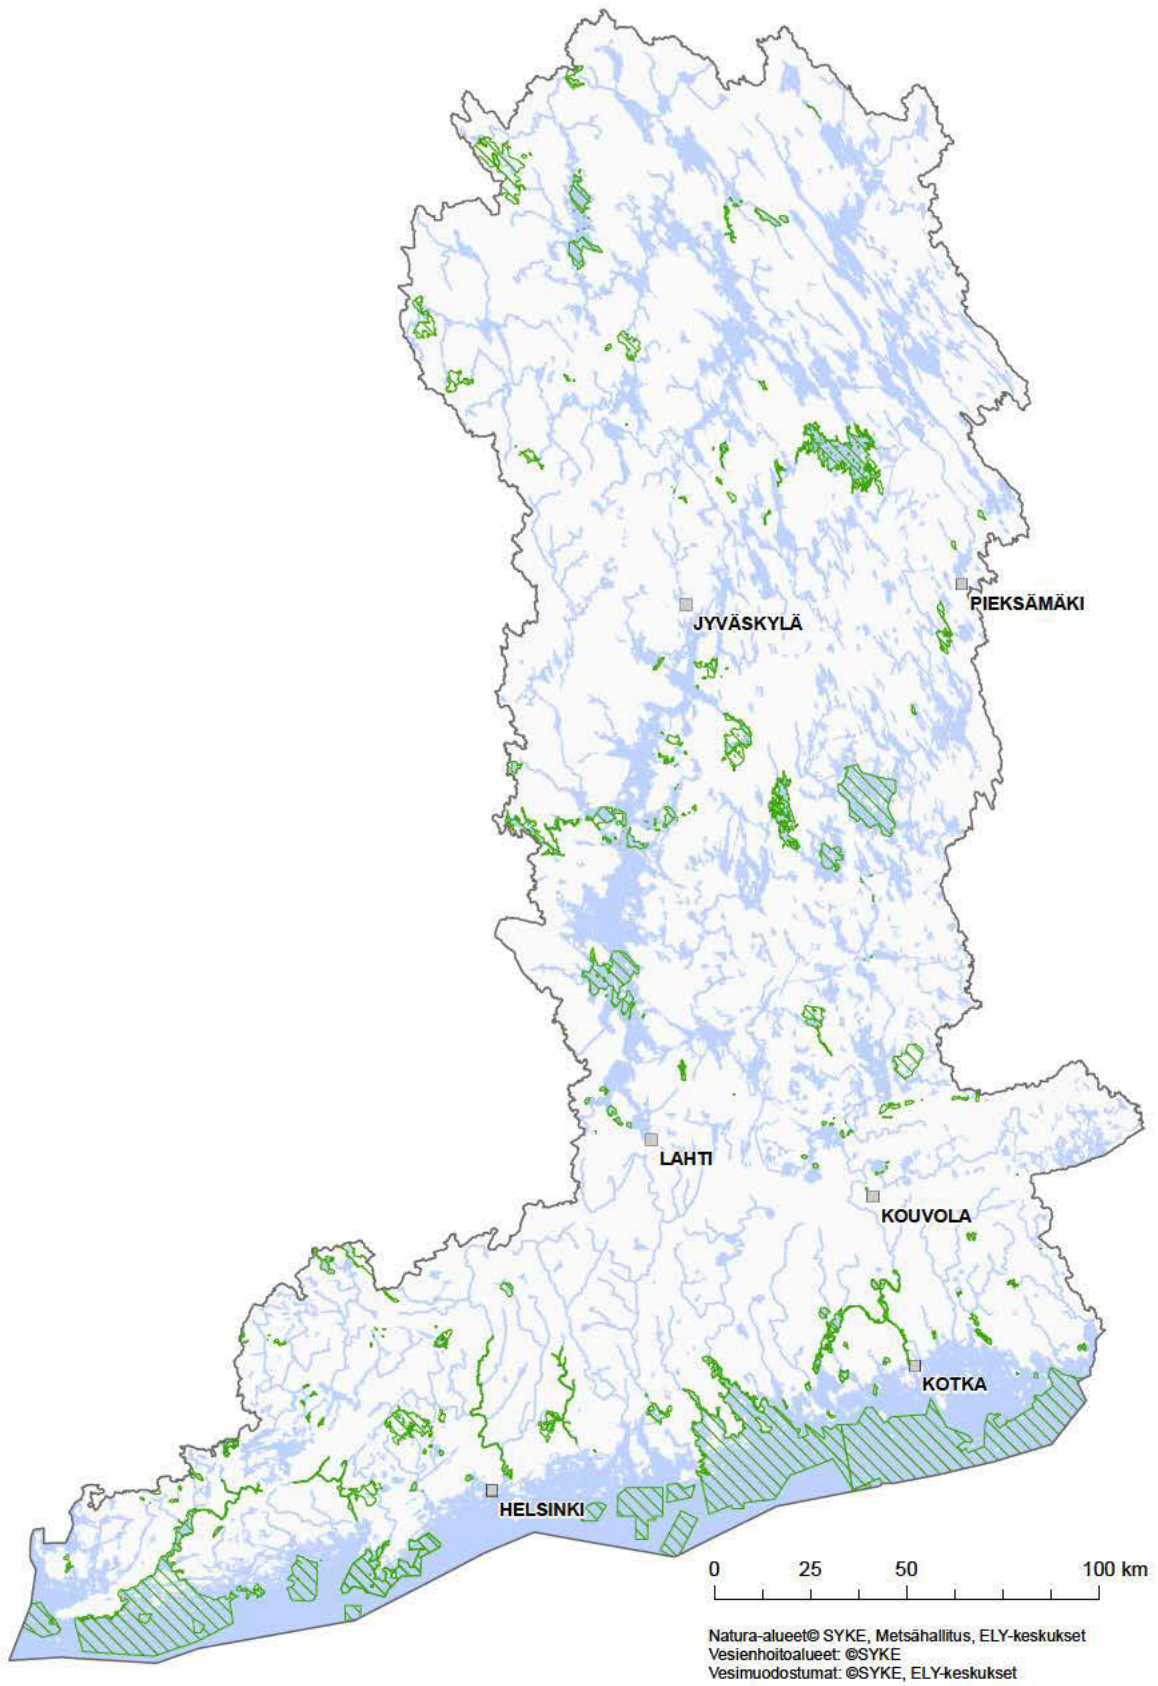 PIEKSÄMÄKI
JYVÄSKYLÄ
LAHTI
KOUVOLA
KOTKA
HELSINKI
0 25 50 100 km
Natura-alueet© SYKE, Metsähallitus, ELY-keskukset
Vesienhoitoalueet: ©SYKE
Vesimuodostumat: ©SYKE, ELY-keskukset